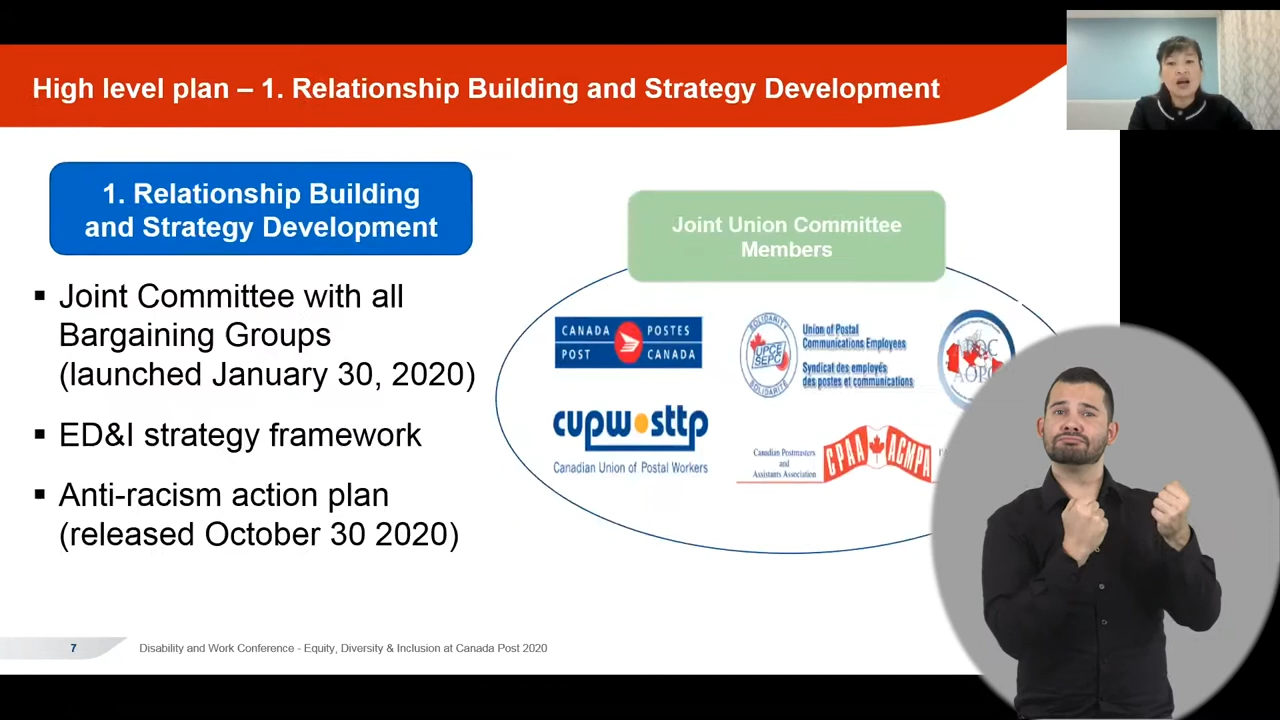 High level plan – 1. Relationship Building and Strategy Development
1. Relationship Building
and Strategy Development
▪ Joint Committee with all
Bargaining Groups
(launched January 30, 2020)
▪ ED&I strategy framework
▪ Anti-racism action plan
(released October 30 2020)
Joint Union Committee
Members
CANADA POSTES
POST CANADA
SOLIDARITY
UPCE
SEPC
SOLIDARITÉ
Union of Postal
Communications Employees
Syndicat des employés
des postes et communications
cupw sttp
Canadian Union of Postal Workers
Canadian Postmasters
and
Assistants Association
CPAA ACMPA
7
Disability and Work Conference - Equity, Diversity & Inclusion at Canada Post 2020